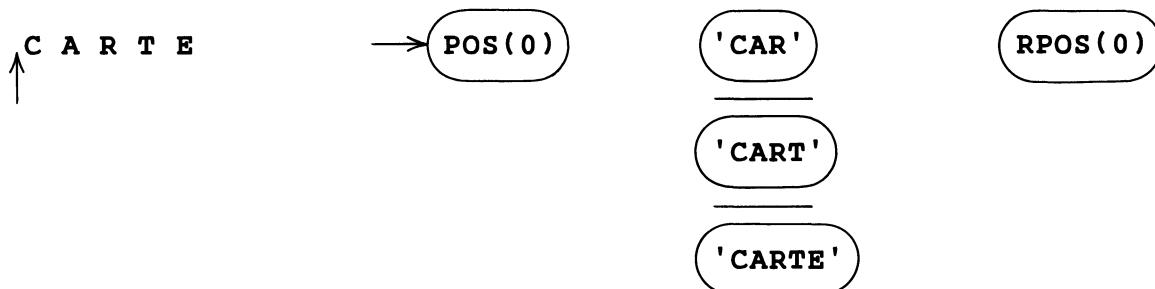 C A R T E POS(0) 'CAR' RPOS(0)
'CART'
'CARTE'